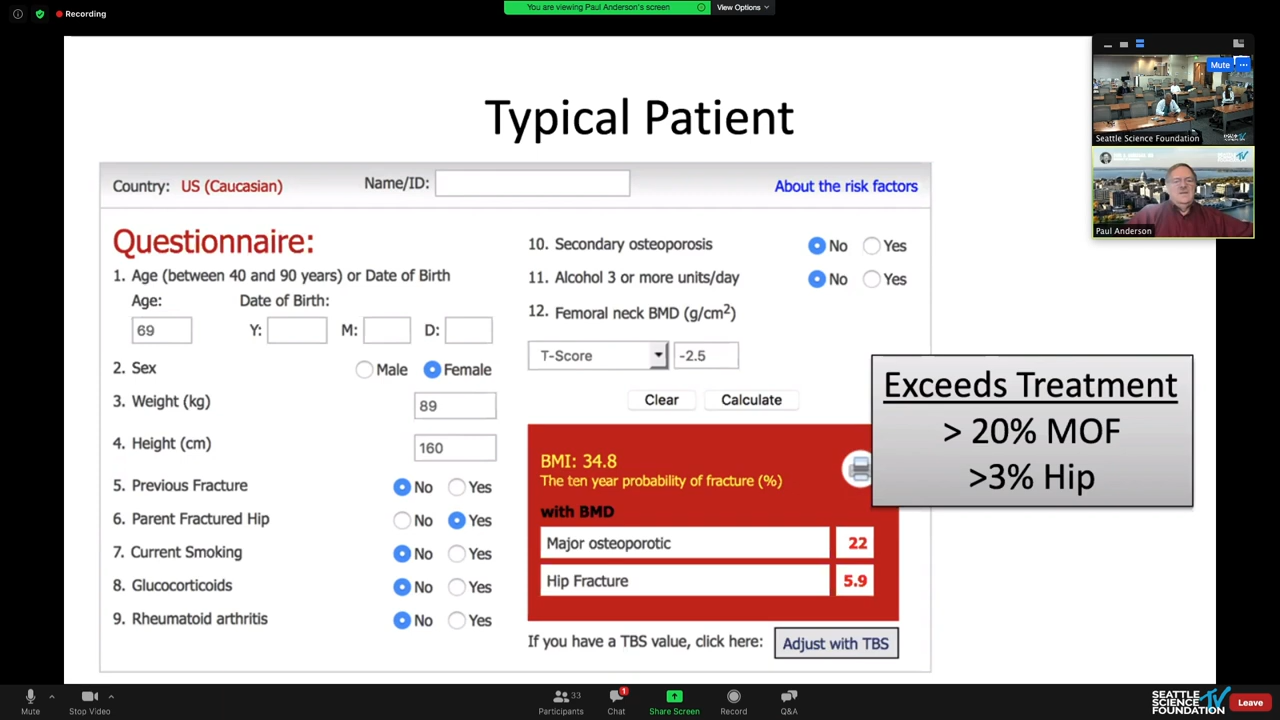 Recording
You are viewing Paul Anderson's screen
View Options
Typical Patient
Country: US (Caucasian)
Name/ID:
About the risk factors
Questionnaire:
1. Age (between 40 and 90 years) or Date of Birth
Age:
Date of Birth:
69
Y:
M:
D:
2. Sex
Male
Female
3. Weight (kg)
89
4. Height (cm)
160
5. Previous Fracture
No
Yes
6. Parent Fractured Hip
No
Yes
7. Current Smoking
No
Yes
8. Glucocorticoids
No
Yes
9. Rheumatoid arthritis
No
Yes
10. Secondary osteoporosis
No
Yes
11. Alcohol 3 or more units/day
No
Yes
12. Femoral neck BMD (g/cm²)
T-Score
-2.5
Clear
Calculate
BMI: 34.8
The ten year probability of fracture (%)
with BMD
Major osteoporotic
22
Hip Fracture
5.9
If you have a TBS value, click here:
Adjust with TBS
Exceeds Treatment
> 20% MOF
>3% Hip
Mute
...
Seattle Science Foundation
Paul Anderson
Mute
Stop Video
Participants
33
Chat
1
Share Screen
Record
Q&A
SEATTLE
SCIENCE TV
FOUNDATION
Leave